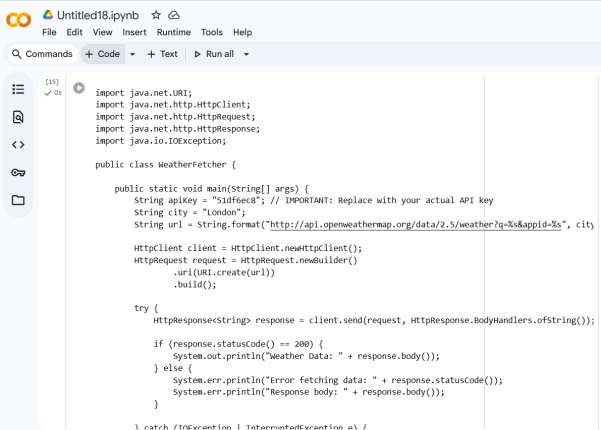 CO Untitled18.ipynb
File Edit View Insert Runtime Tools Help
Commands + Code + Text Run all
[15]
0s
import java.net.URI;
import java.net.http.HttpClient;
import java.net.http.HttpRequest;
import java.net.http.HttpResponse;
import java.io.IOException;
public class WeatherFetcher {
public static void main(String[] args) {
String apiKey = "51df6ec8"; // IMPORTANT: Replace with your actual API key
String city = "London";
String url = String.format("http://api.openweathermap.org/data/2.5/weather?q=%s&appid=%s", city
HttpClient client = HttpClient.newHttpClient();
HttpRequest request = HttpRequest.newBuilder()
.uri(URI.create(url))
.build();
try {
HttpResponse<String> response = client.send(request, HttpResponse.BodyHandlers.ofString());
if (response.statusCode() == 200) {
System.out.println("Weather Data: " + response.body());
} else {
System.err.println("Error fetching data: " + response.statusCode());
System.err.println("Response body: " + response.body());
}
} catch (IOException | InterruptedException e) {